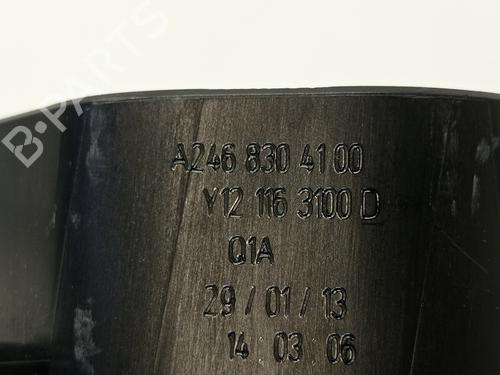 B-PARTS
A246 830 41 00
Y12 116 3100 D
Q1A
29/01/13
14 03 06